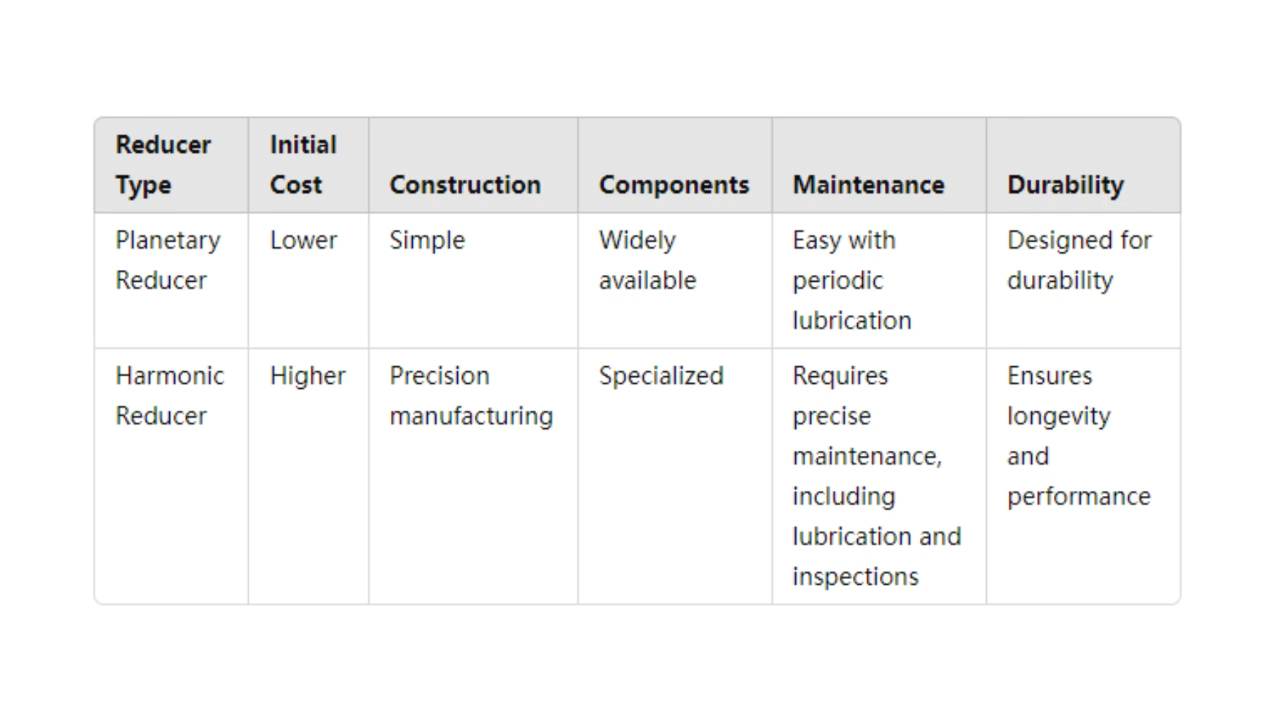 Reducer Type
Initial Cost
Construction
Components
Maintenance
Durability
Planetary Reducer
Lower
Simple
Widely available
Easy with periodic lubrication
Designed for durability
Harmonic Reducer
Higher
Precision manufacturing
Specialized
Requires precise maintenance, including lubrication and inspections
Ensures longevity and performance